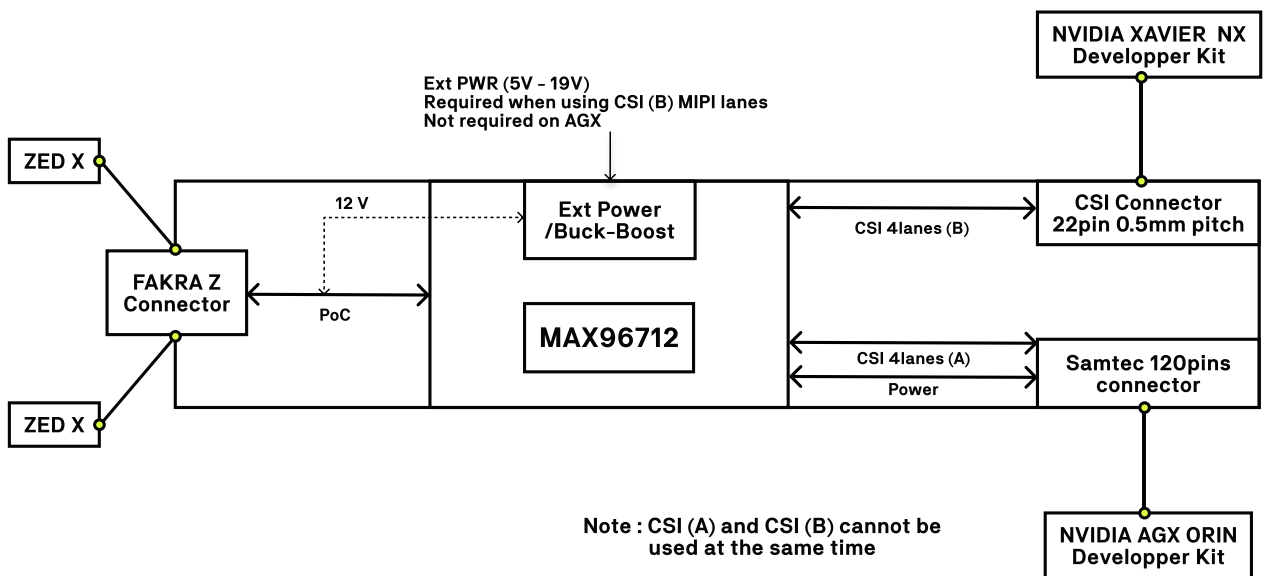 NVIDIA XAVIER  NX
Developper Kit
Ext PWR (5V - 19V)
Required when using CSI (B) MIPI lanes
Not required on AGX
ZED X
12 V
Ext Power
/Buck-Boost
CSI 4lanes (B)
CSI Connector
22pin 0.5mm pitch
FAKRA Z
Connector
PoC
MAX96712
CSI 4lanes (A)
Power
Samtec 120pins
connector
ZED X
Note : CSI (A) and CSI (B) cannot be
used at the same time
NVIDIA AGX ORIN
Developper Kit